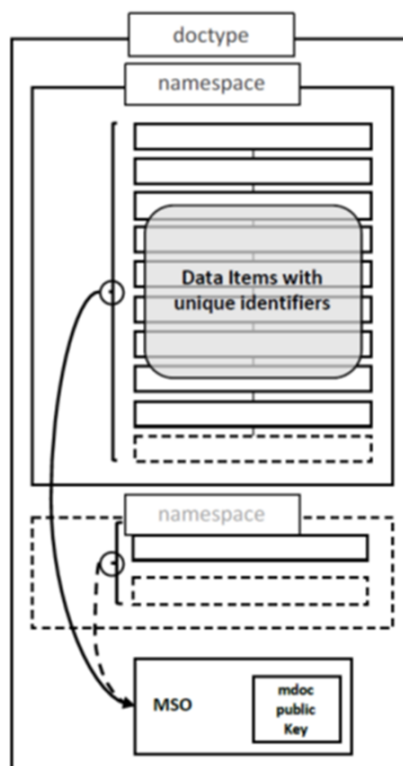 doctype
namespace
Data Items with
unique identifiers
namespace
MSO
mdoc
public
Key